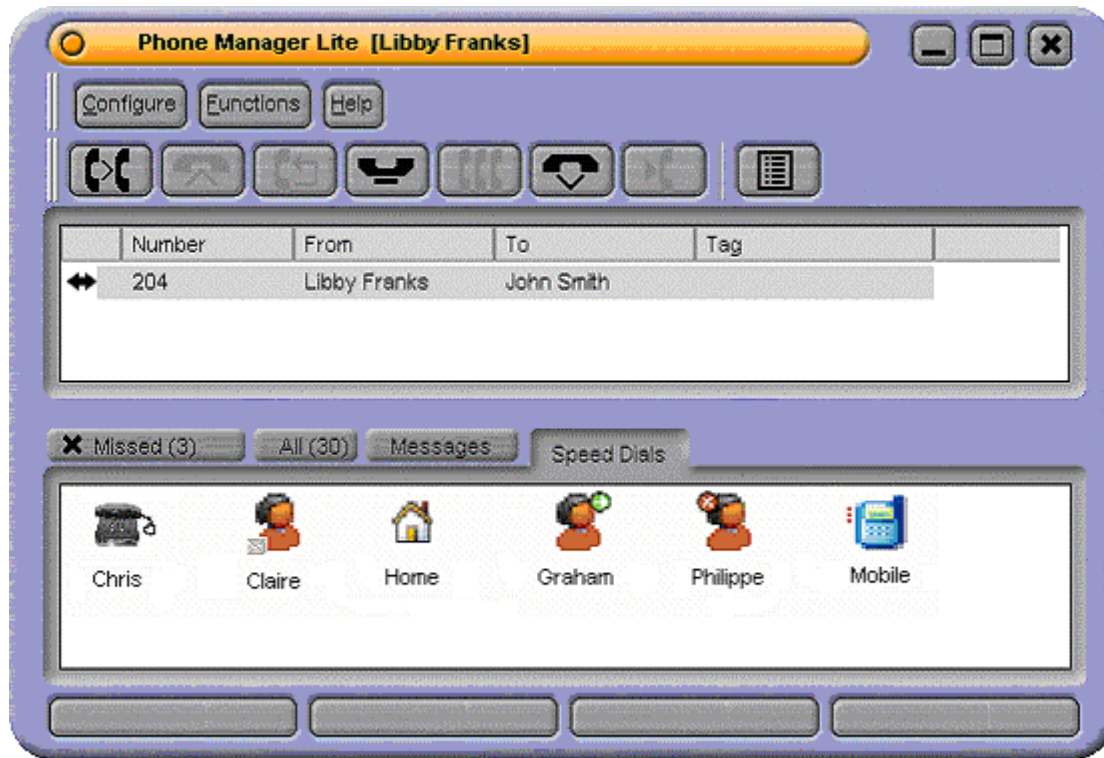 Phone Manager Lite [Libby Franks]
Configure Functions Help
Number From To Tag
204 Libby Franks John Smith
Missed (3) All (30) Messages Speed Dials
Chris Claire Home Graham Philippe Mobile